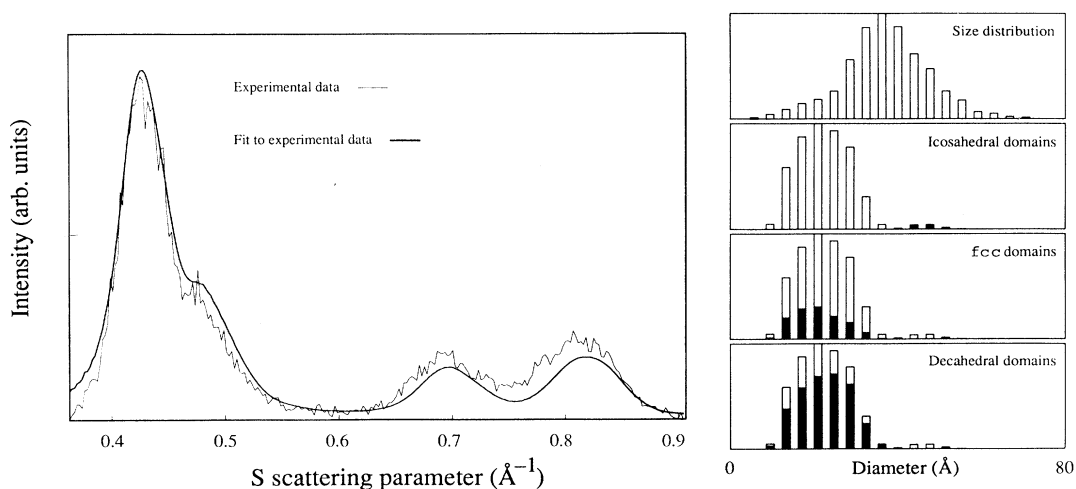 Intensity (arb. units)
Experimental data
Fit to experimental data
0.4
0.5
0.6
0.7
0.8
0.9
S scattering parameter (Å⁻¹)
Size distribution
Icosahedral domains
fcc domains
Decahedral domains
0
Diameter (Å)
80